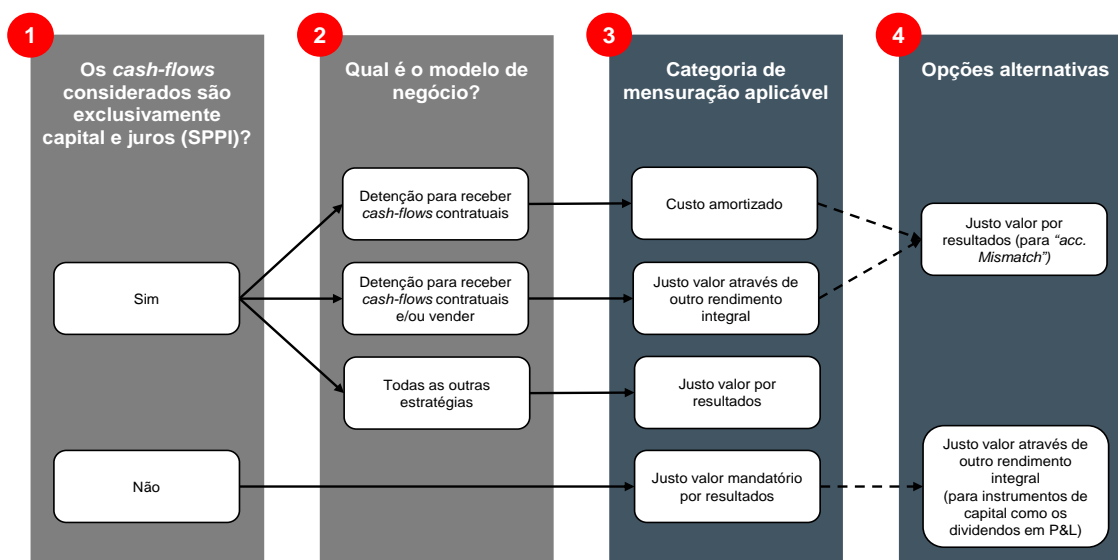 1
Os cash-flows
considerados são
exclusivamente
capital e juros (SPPI)?
2
Qual é o modelo de
negócio?
3
Categoria de
mensuração aplicável
4
Opções alternativas
Sim
Não
Detenção para receber
cash-flows contratuais
Detenção para receber
cash-flows contratuais
e/ou vender
Todas as outras
estratégias
Custo amortizado
Justo valor através de
outro rendimento
integral
Justo valor por
resultados
Justo valor mandatório
por resultados
Justo valor por
resultados (para “acc.
Mismatch”)
Justo valor através de
outro rendimento
integral
(para instrumentos de
capital como os
dividendos em P&L)